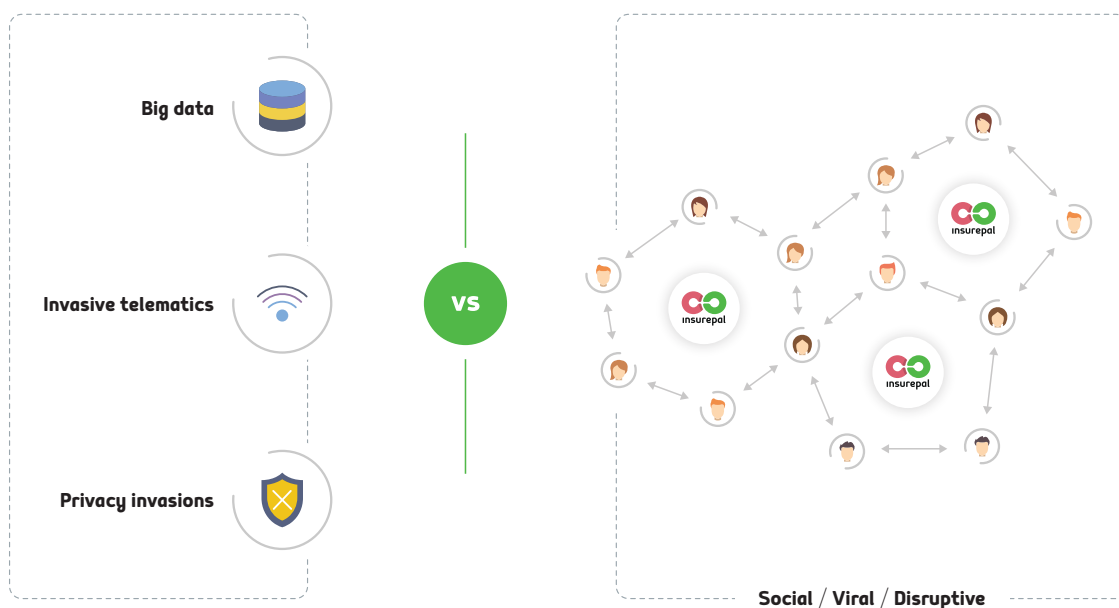 Big data
Invasive telematics
Privacy invasions
vs
insurepal
insurepal
insurepal
Social / Viral / Disruptive